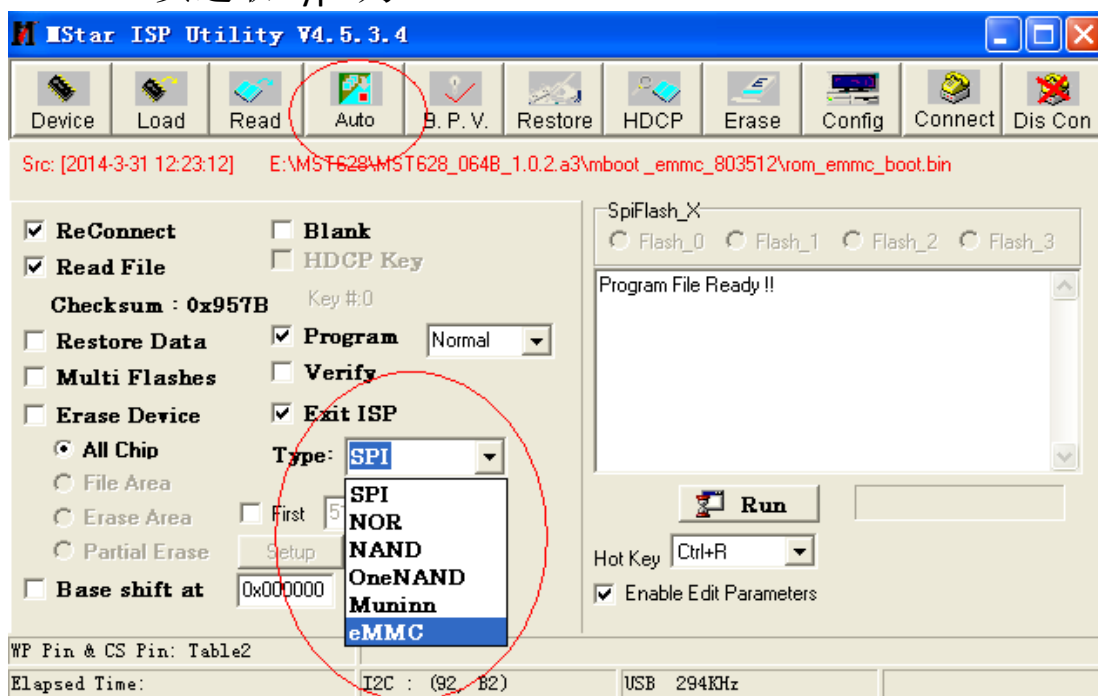 MStar ISP Utility V4.5.3.4
Device Load Read Auto B.P.V. Restore HDCP Erase Config Connect Dis Con
Src: [2014-3-31 12:23:12] E:\MST628\MST628_064B_1.0.2.a3\mboot_emmc_803512\rom_emmc_boot.bin
ReConnect
Blank
Read File
HDCP Key
Checksum : 0x957B
Key #:0
Restore Data
Program
Normal
Multi Flashes
Verify
Erase Device
Exit ISP
All Chip
Type: SPI
File Area
SPI
Erase Area
First
NOR
Partial Erase
Setup
NAND
OneNAND
Base shift at
0x000000
Muninn
eMMC
SpiFlash_X
Flash_0 Flash_1 Flash_2 Flash_3
Program File Ready !!
Run
Hot Key Ctrl+R
Enable Edit Parameters
WP Pin & CS Pin: Table2
Elapsed Time:
I2C : (92, B2)
USB 294KHz